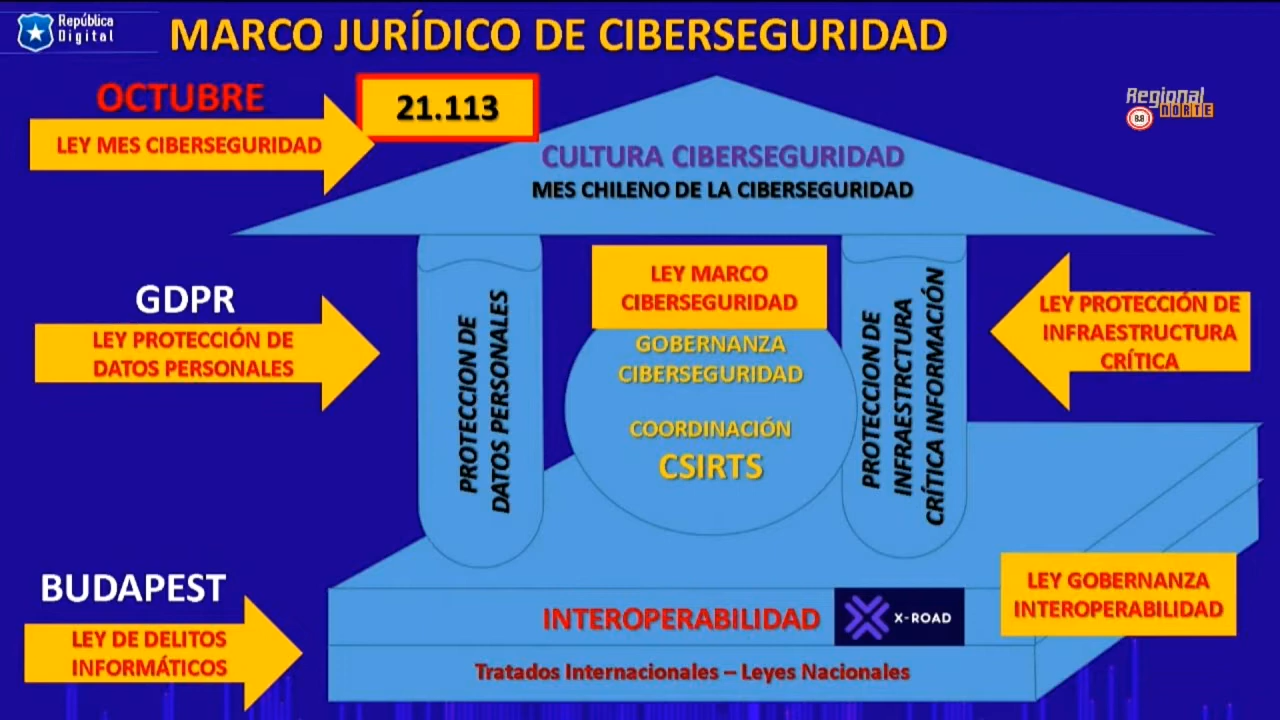 República
Digital
MARCO JURÍDICO DE CIBERSEGURIDAD
OCTUBRE
21.113
LEY MES CIBERSEGURIDAD
Regional
8.8
NORTE
CULTURA CIBERSEGURIDAD
MES CHILENO DE LA CIBERSEGURIDAD
GDPR
LEY PROTECCIÓN DE
DATOS PERSONALES
PROTECCION DE
DATOS PERSONALES
LEY MARCO
CIBERSEGURIDAD
GOBERNANZA
CIBERSEGURIDAD
COORDINACIÓN
CSIRTS
PROTECCION DE
INFRAESTRCTURA
CRÍTICA INFORMACIÓN
LEY PROTECCIÓN DE
INFRAESTRUCTURA
CRÍTICA
BUDAPEST
LEY DE DELITOS
INFORMÁTICOS
INTEROPERABILIDAD
X-ROAD
LEY GOBERNANZA
INTEROPERABILIDAD
Tratados Internacionales – Leyes Nacionales